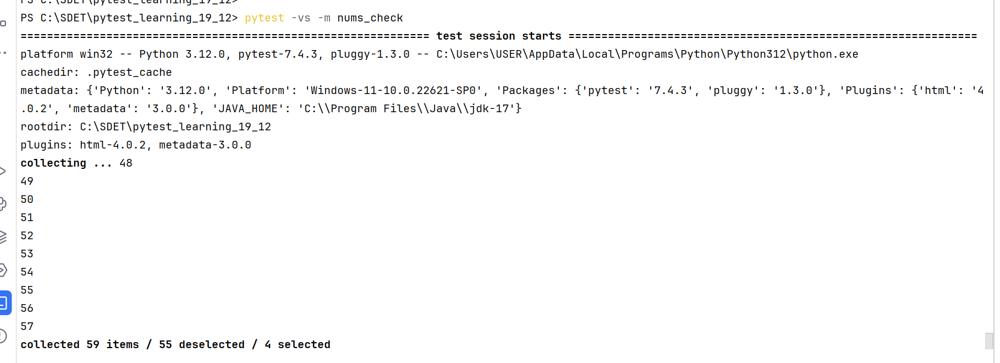 PS C:\SDET\pytest_learning_19_12>
PS C:\SDET\pytest_learning_19_12> pytest -vs -m nums_check
============================================================== test session starts ==============================================================
platform win32 -- Python 3.12.0, pytest-7.4.3, pluggy-1.3.0 -- C:\Users\USER\AppData\Local\Programs\Python\Python312\python.exe
cachedir: .pytest_cache
metadata: {'Python': '3.12.0', 'Platform': 'Windows-11-10.0.22621-SP0', 'Packages': {'pytest': '7.4.3', 'pluggy': '1.3.0'}, 'Plugins': {'html': '4
.0.2', 'metadata': '3.0.0'}, 'JAVA_HOME': 'C:\\Program Files\\Java\\jdk-17'}
rootdir: C:\SDET\pytest_learning_19_12
plugins: html-4.0.2, metadata-3.0.0
collecting ... 48
49
50
51
52
53
54
55
56
57
collected 59 items / 55 deselected / 4 selected